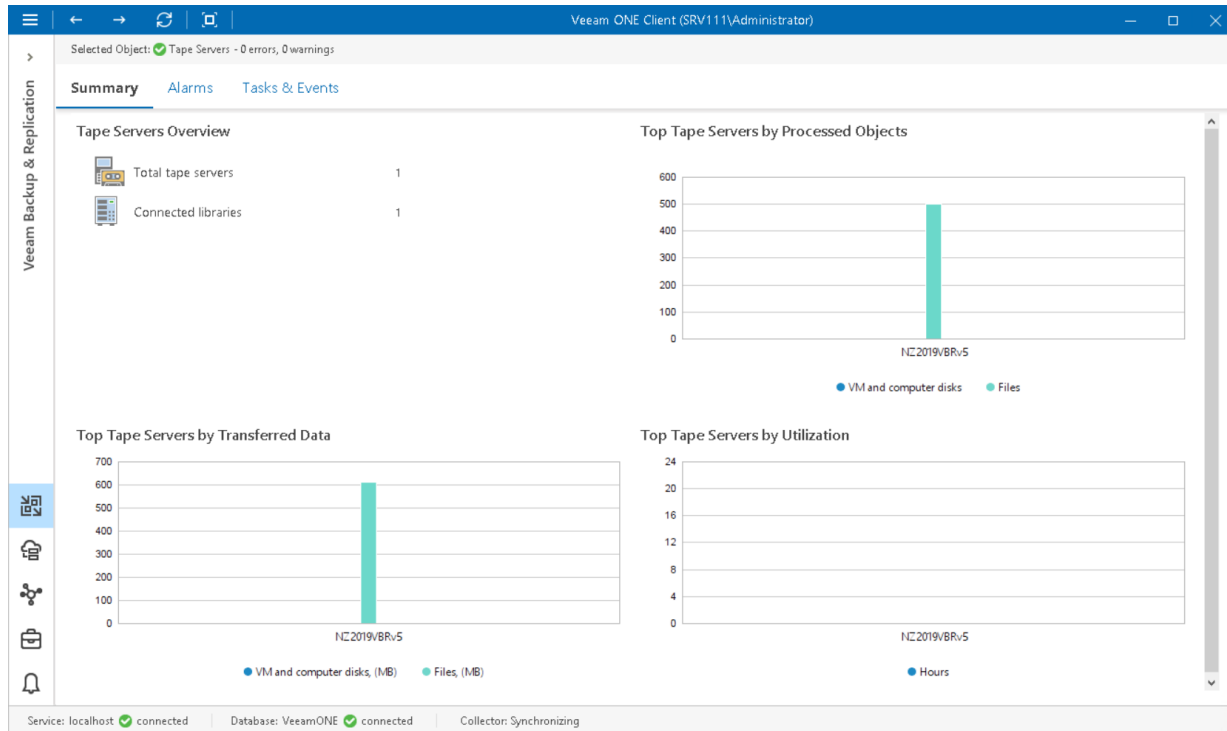 Veeam ONE Client (SRV111\Administrator)
Selected Object: Tape Servers - 0 errors, 0 warnings
Veeam Backup & Replication
Summary Alarms Tasks & Events
Tape Servers Overview
Total tape servers 1
Connected libraries 1
Top Tape Servers by Processed Objects
600
500
400
300
200
100
0
NZ2019VBRv5
VM and computer disks Files
Top Tape Servers by Transferred Data
700
600
500
400
300
200
100
0
NZ2019VBRv5
VM and computer disks, (MB) Files, (MB)
Top Tape Servers by Utilization
24
20
16
12
8
4
0
NZ2019VBRv5
Hours
Service: localhost connected Database: VeeamONE connected Collector: Synchronizing